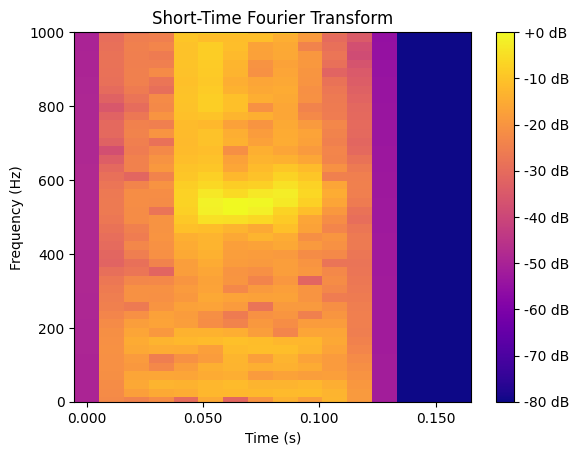 Short-Time Fourier Transform
1000
800
600
400
200
0
Frequency (Hz)
0.000
0.050
0.100
0.150
Time (s)
+0 dB
-10 dB
-20 dB
-30 dB
-40 dB
-50 dB
-60 dB
-70 dB
-80 dB